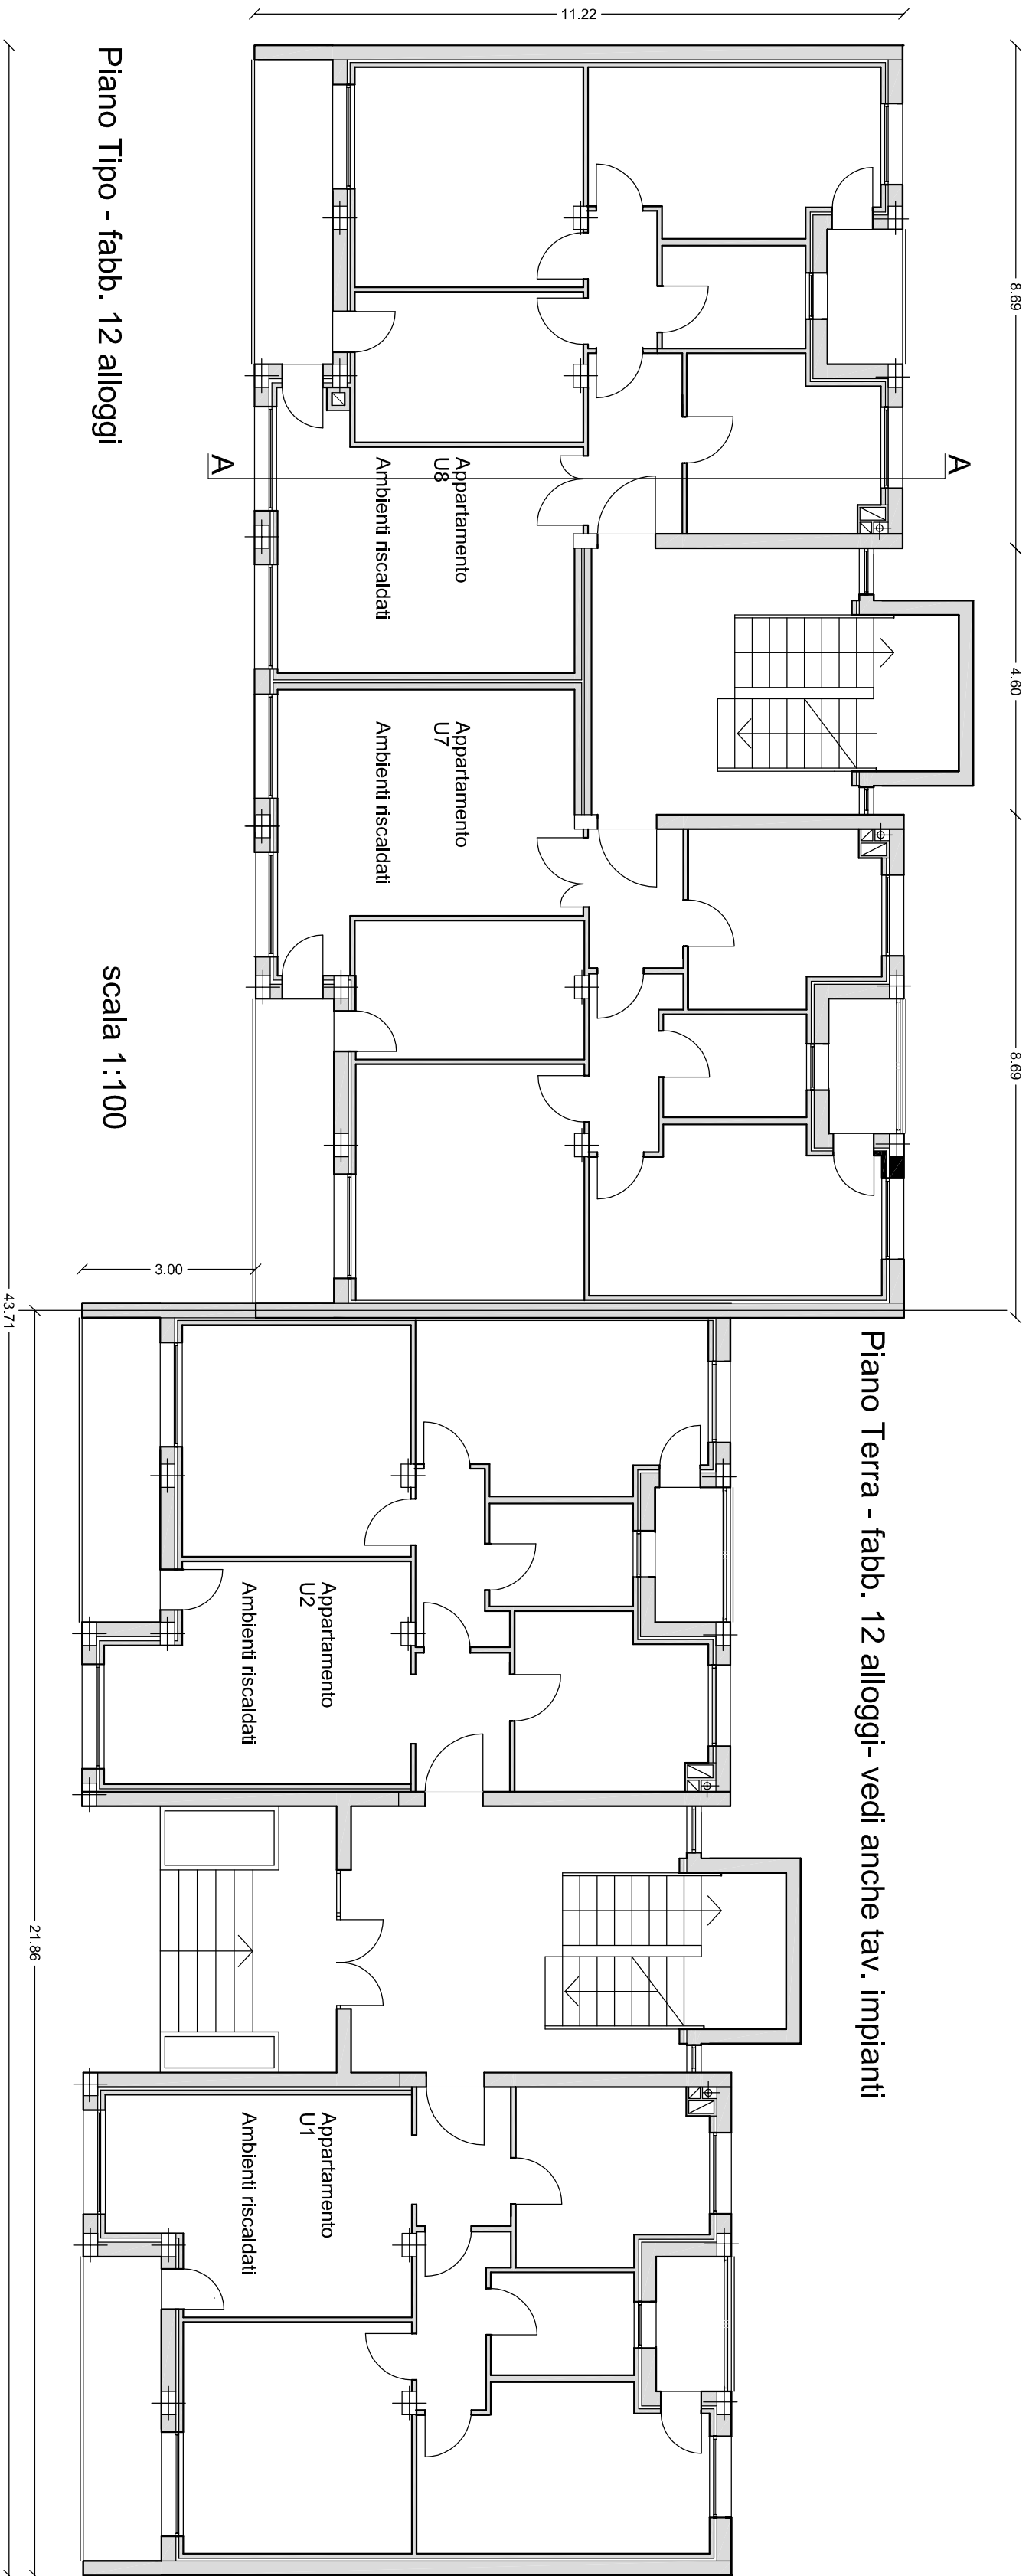 11.22
8.69
4.60
8.69
A
A
Appartamento
U8
Ambienti riscaldati
Appartamento
U7
Ambienti riscaldati
Piano Tipo - fabb. 12 alloggi
scala 1:100
3.00
43.71
Piano Terra - fabb. 12 alloggi- vedi anche tav. impianti
Appartamento
U2
Ambienti riscaldati
Appartamento
U1
Ambienti riscaldati
21.86